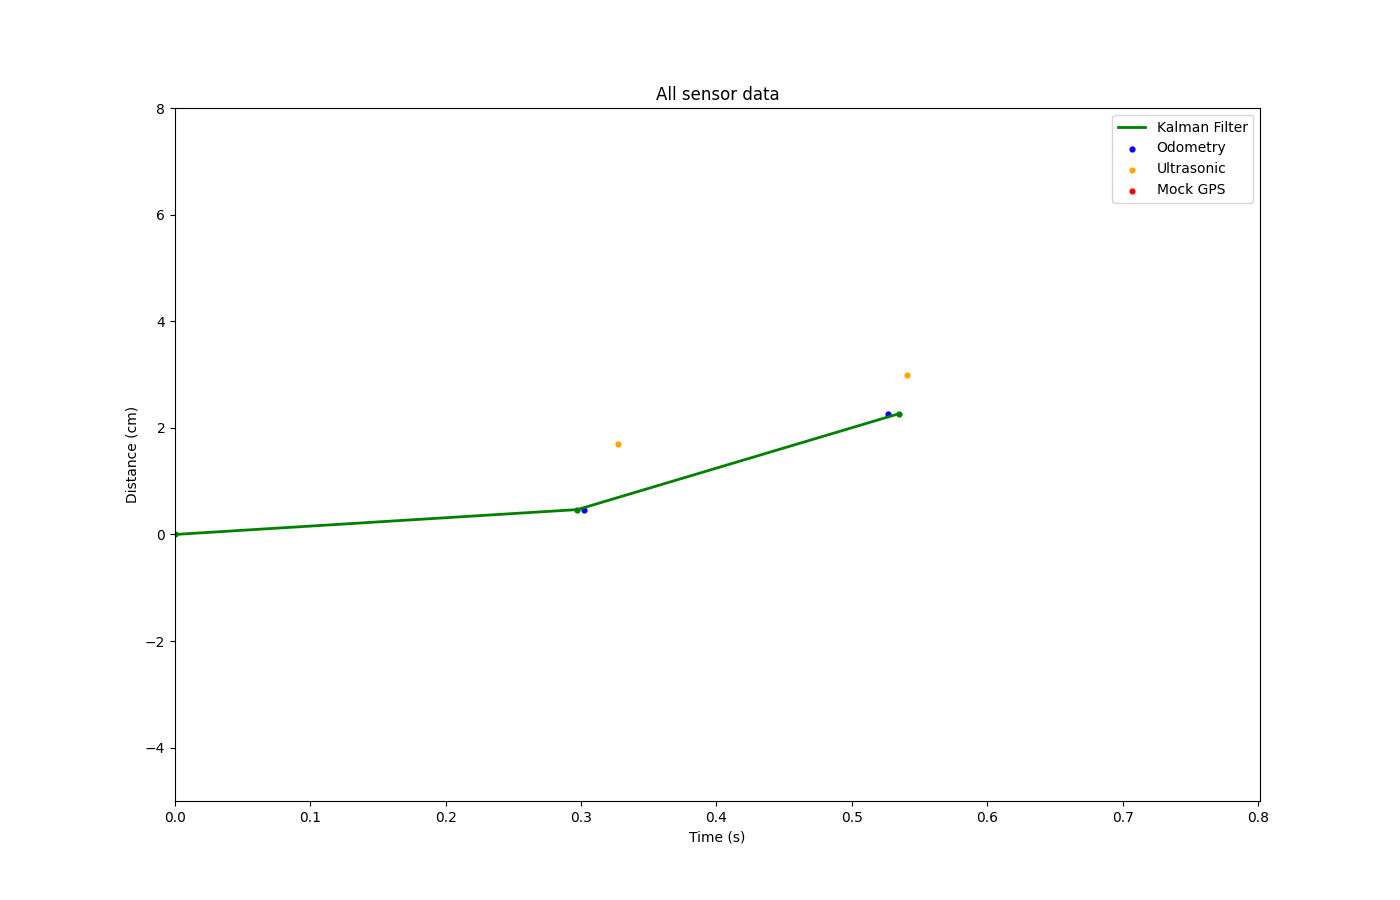 All sensor data
8
6
4
2
0
−2
−4
Distance (cm)
Kalman Filter
Odometry
Ultrasonic
Mock GPS
0.0 0.1 0.2 0.3 0.4 0.5 0.6 0.7 0.8
Time (s)